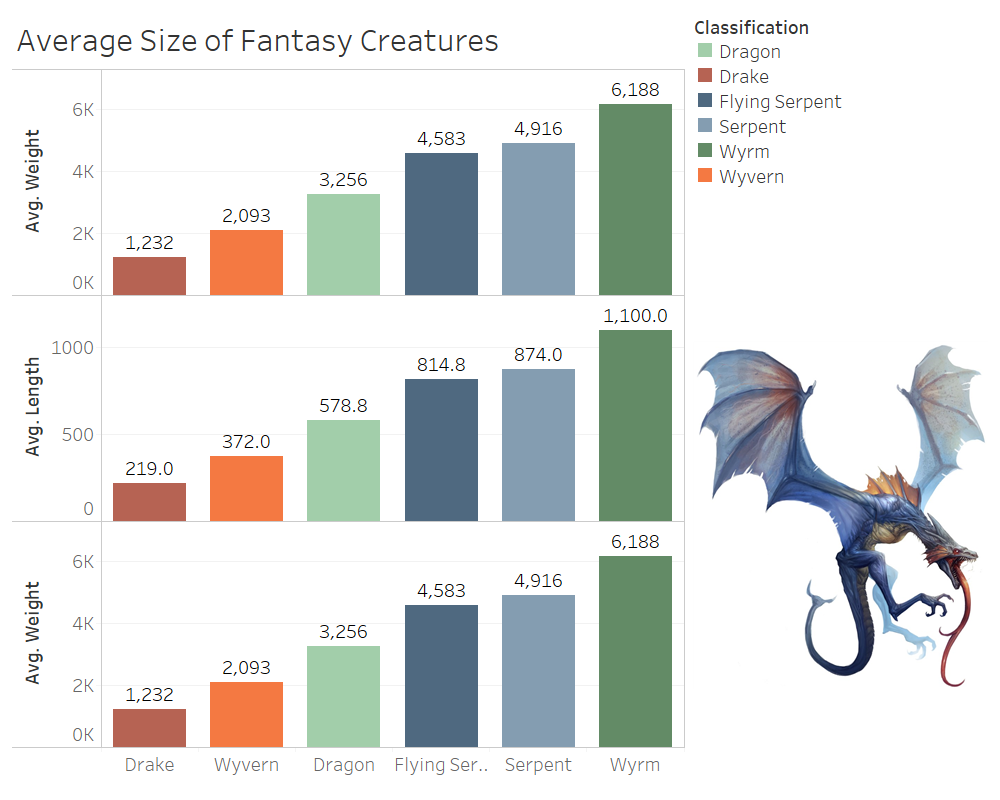 Average Size of Fantasy Creatures
Classification
Dragon
Drake
Flying Serpent
Serpent
Wyrm
Wyvern
Avg. Weight
6K
4K
2K
0K
1,232
2,093
3,256
4,583
4,916
6,188
Avg. Length
1000
500
0
219.0
372.0
578.8
814.8
874.0
1,100.0
Avg. Weight
6K
4K
2K
0K
1,232
2,093
3,256
4,583
4,916
6,188
Drake
Wyvern
Dragon
Flying Ser..
Serpent
Wyrm